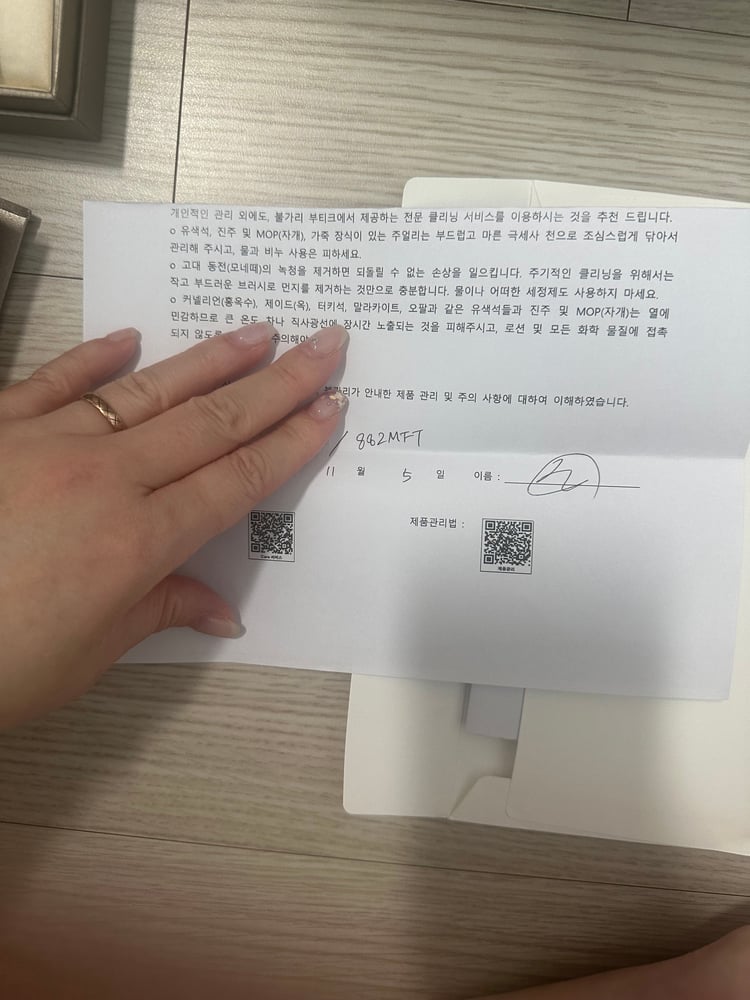 개인적인 관리 외에도, 불가리 부티크에서 제공하는 전문 클리닝 서비스를 이용하시는 것을 추천 드립니다.
o 유색석, 진주 및 MOP(자개), 가죽 장식이 있는 주얼리는 부드럽고 마른 극세사 천으로 조심스럽게 닦아서
관리해 주시고, 물과 비누 사용은 피하세요.
o 고대 동전(모네떼)의 녹청을 제거하면 되돌릴 수 없는 손상을 일으킵니다. 주기적인 클리닝을 위해서는
작고 부드러운 브러시로 먼지를 제거하는 것만으로 충분합니다. 물이나 어떠한 세정제도 사용하지 마세요.
o 커넬리언(홍옥수), 제이드(옥), 터키석, 말라카이트, 오팔과 같은 유색석들과 진주 및 MOP(자개)는 열에
민감하므로 큰 온도 차나 직사광선에 장시간 노출되는 것을 피해주시고, 로션 및 모든 화학 물질에 접촉
되지 않도록 주의해야
안내한 제품 관리 및 주의 사항에 대하여 이해하였습니다.
/ 882MFT
11 월 5 일 이름 :
제품관리법 :
Care 서비스
제품관리